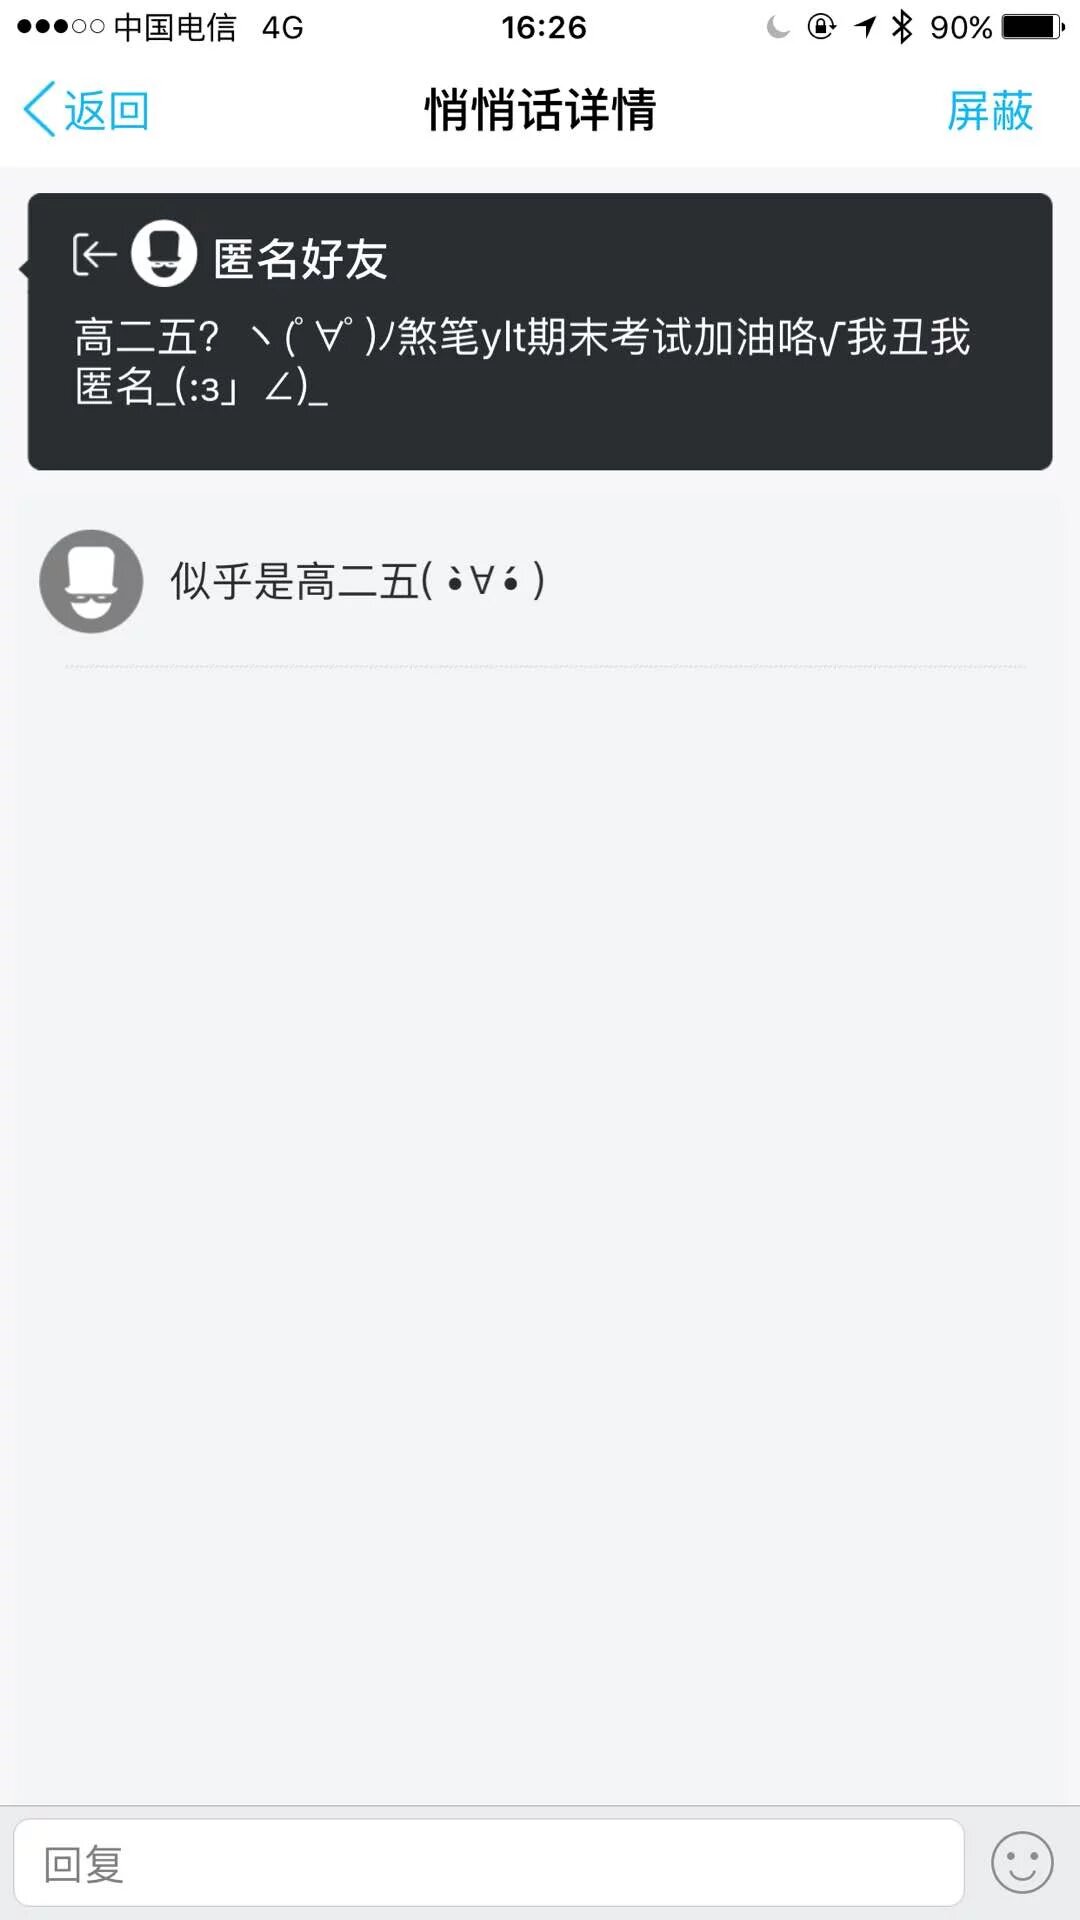 中国电信 4G 16:26 90%
返回 悄悄话详情 屏蔽
匿名好友
高二五？ヽ(ﾟ∀ﾟ)ﾉ煞笔ylt期末考试加油咯√我丑我
匿名_(:з」∠)_
似乎是高二五( •̀∀•́ )
回复